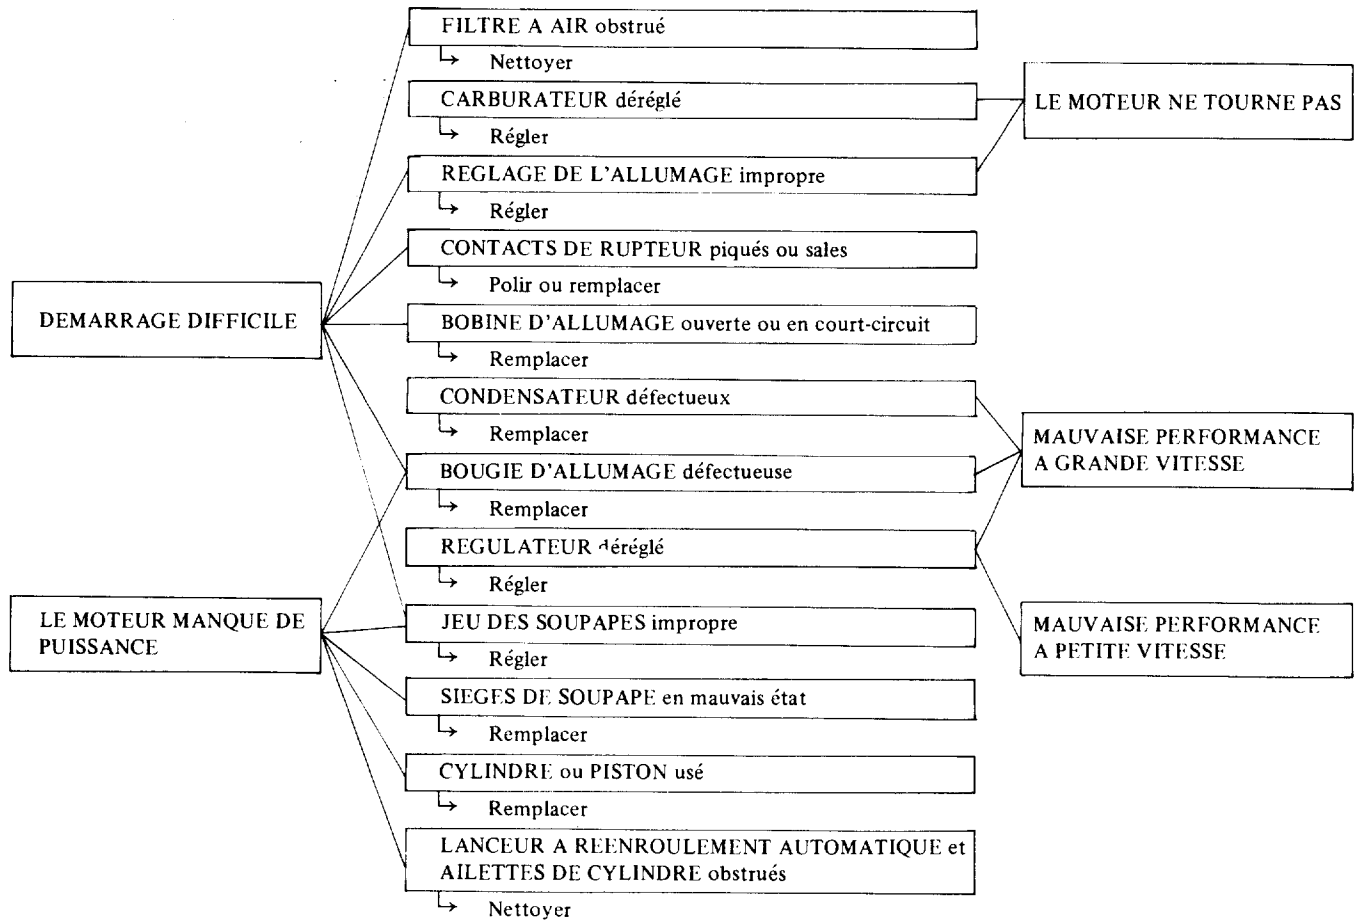 FILTRE A AIR obstrué
→ Nettoyer
CARBURATEUR déréglé
→ Régler
REGLAGE DE L'ALLUMAGE impropre
→ Régler
CONTACTS DE RUPTEUR piqués ou sales
→ Polir ou remplacer
BOBINE D'ALLUMAGE ouverte ou en court-circuit
→ Remplacer
CONDENSATEUR défectueux
→ Remplacer
BOUGIE D'ALLUMAGE défectueuse
→ Remplacer
REGULATEUR déréglé
→ Régler
JEU DES SOUPAPES impropre
→ Régler
SIEGES DE SOUPAPE en mauvais état
→ Remplacer
CYLINDRE ou PISTON usé
→ Remplacer
LANCEUR A REENROULEMENT AUTOMATIQUE et
AILETTES DE CYLINDRE obstrués
→ Nettoyer
DEMARRAGE DIFFICILE
LE MOTEUR MANQUE DE
PUISSANCE
LE MOTEUR NE TOURNE PAS
MAUVAISE PERFORMANCE
A GRANDE VITESSE
MAUVAISE PERFORMANCE
A PETITE VITESSE